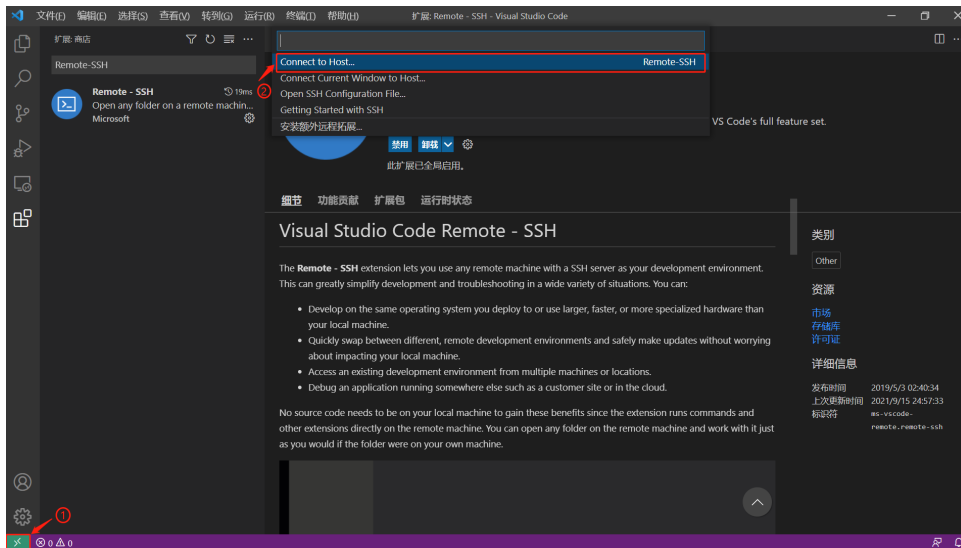 文件(F) 编辑(E) 选择(S) 查看(V) 转到(G) 运行(R) 终端(T) 帮助(H) 扩展: Remote - SSH - Visual Studio Code
扩展: 商店
Remote-SSH
Remote - SSH 19ms
Open any folder on a remote machin...
Microsoft
Connect to Host... Remote-SSH
②
Connect Current Window to Host...
Open SSH Configuration File...
Getting Started with SSH
安装额外远程拓展...
VS Code's full feature set.
禁用 卸载
此扩展已全局启用。
细节 功能贡献 扩展包 运行时状态
Visual Studio Code Remote - SSH
The Remote - SSH extension lets you use any remote machine with a SSH server as your development environment.
This can greatly simplify development and troubleshooting in a wide variety of situations. You can:
• Develop on the same operating system you deploy to or use larger, faster, or more specialized hardware than
your local machine.
• Quickly swap between different, remote development environments and safely make updates without worrying
about impacting your local machine.
• Access an existing development environment from multiple machines or locations.
• Debug an application running somewhere else such as a customer site or in the cloud.
No source code needs to be on your local machine to gain these benefits since the extension runs commands and
other extensions directly on the remote machine. You can open any folder on the remote machine and work with it just
as you would if the folder were on your own machine.
类别
Other
资源
市场
存储库
许可证
详细信息
发布时间 2019/5/3 02:40:34
上次更新时间 2021/9/15 24:57:33
标识符 ms-vscode-
remote.remote-ssh
①
0 0